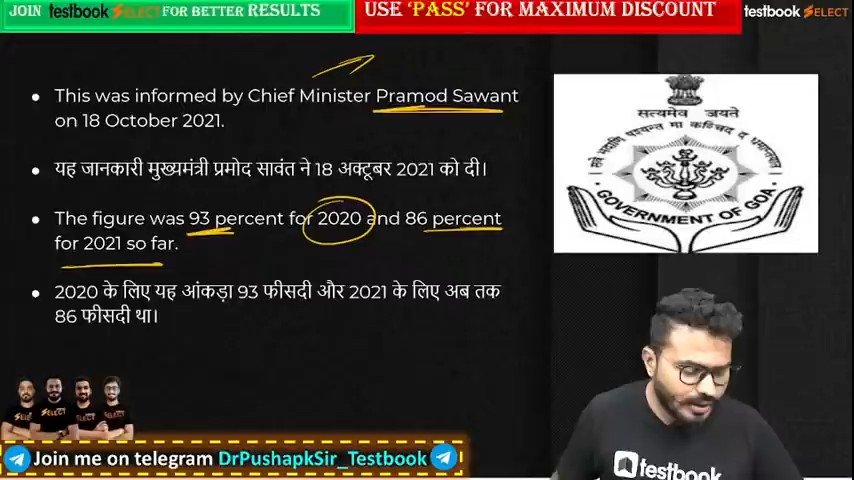 JOIN testbook SELECT FOR BETTER RESULTS
USE ‘PASS’ FOR MAXIMUM DISCOUNT
testbook SELECT
This was informed by Chief Minister Pramod Sawant
on 18 October 2021.
यह जानकारी मुख्यमंत्री प्रमोद सावंत ने 18 अक्टूबर 2021 को दी।
The figure was 93 percent for 2020 and 86 percent
for 2021 so far.
2020 के लिए यह आंकड़ा 93 फीसदी और 2021 के लिए अब तक
86 फीसदी था।
सत्यमेव जयते
GOVERNMENT OF GOA
SELECT
Join me on telegram DrPushapkSir_Testbook
testbook